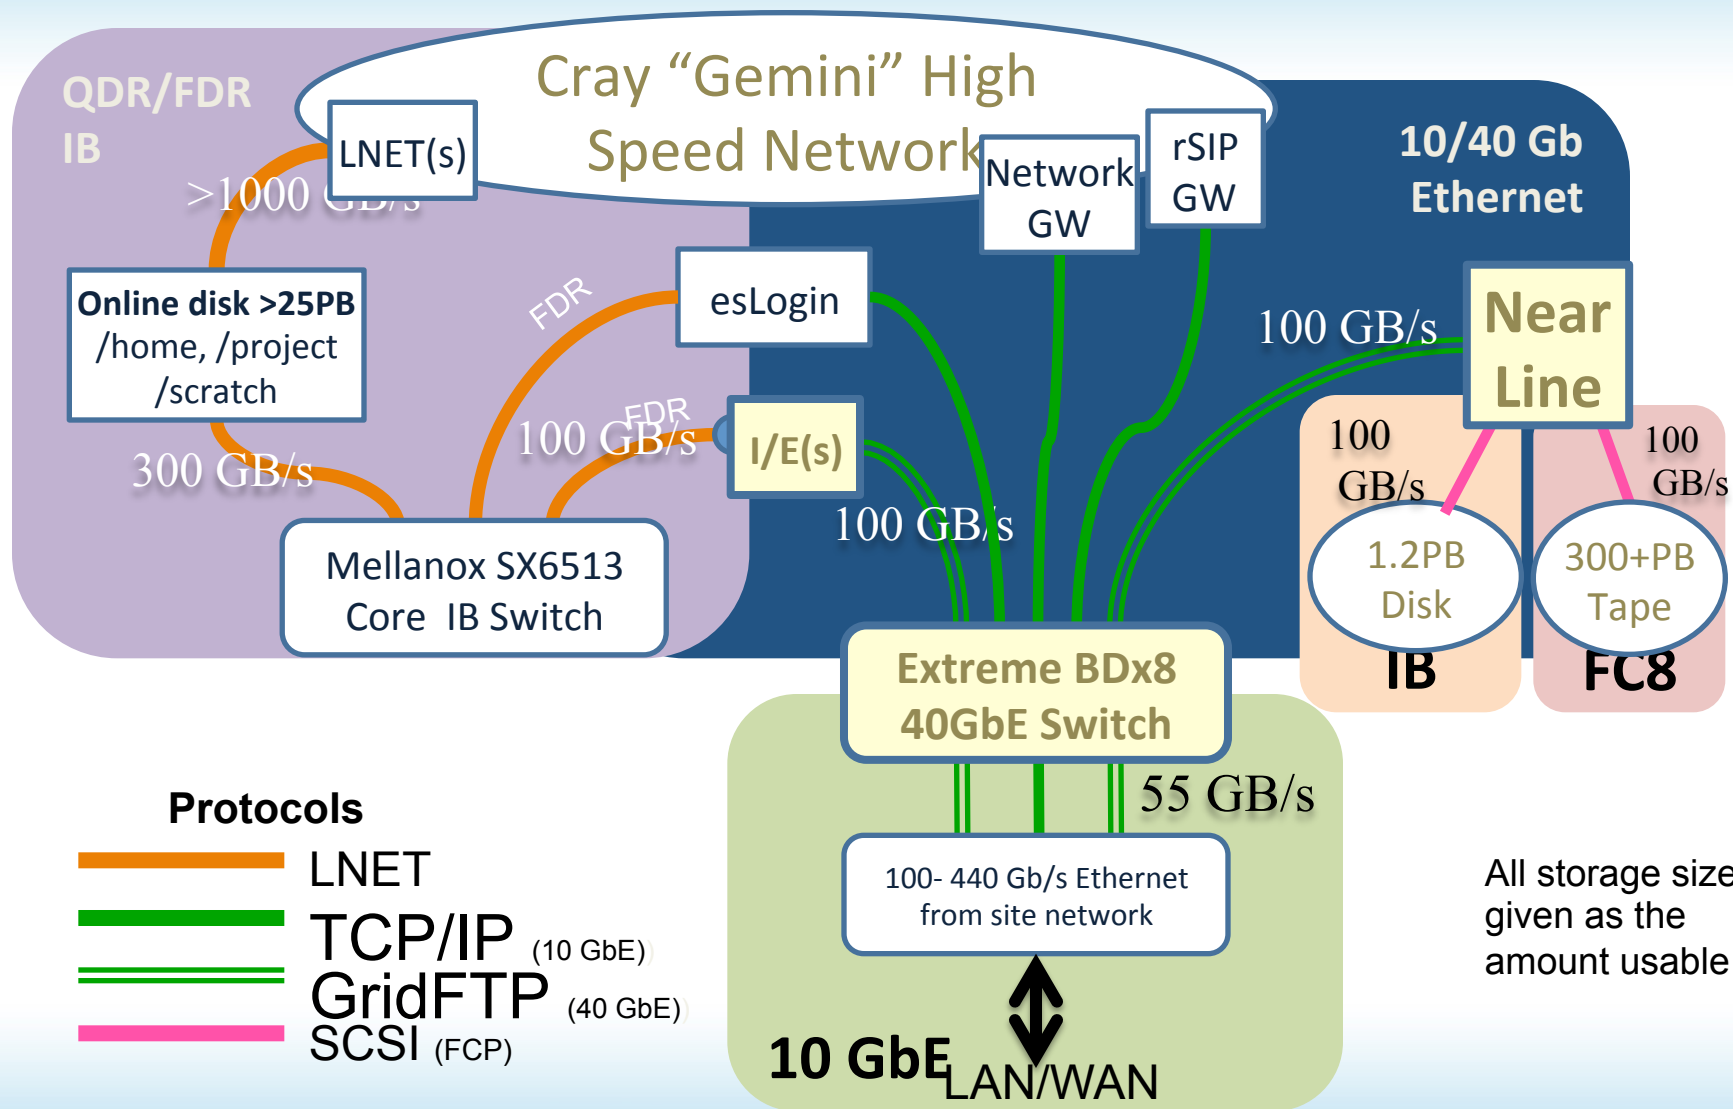 Cray “Gemini” High
Speed Network
QDR/FDR
IB
LNET(s)
Network
GW
rSIP
GW
10/40 Gb
Ethernet
>1000 GB/s
Online disk >25PB
/home, /project
/scratch
FDR
esLogin
100 GB/s
Near
Line
300 GB/s
FDR
100 GB/s
I/E(s)
100 GB/s
100
GB/s
100
GB/s
Mellanox SX6513
Core IB Switch
1.2PB
Disk
IB
300+PB
Tape
FC8
Extreme BDx8
40GbE Switch
55 GB/s
100- 440 Gb/s Ethernet
from site network
10 GbE
LAN/WAN
Protocols
LNET
TCP/IP (10 GbE))
GridFTP (40 GbE))
SCSI (FCP)
All storage size
given as the
amount usable